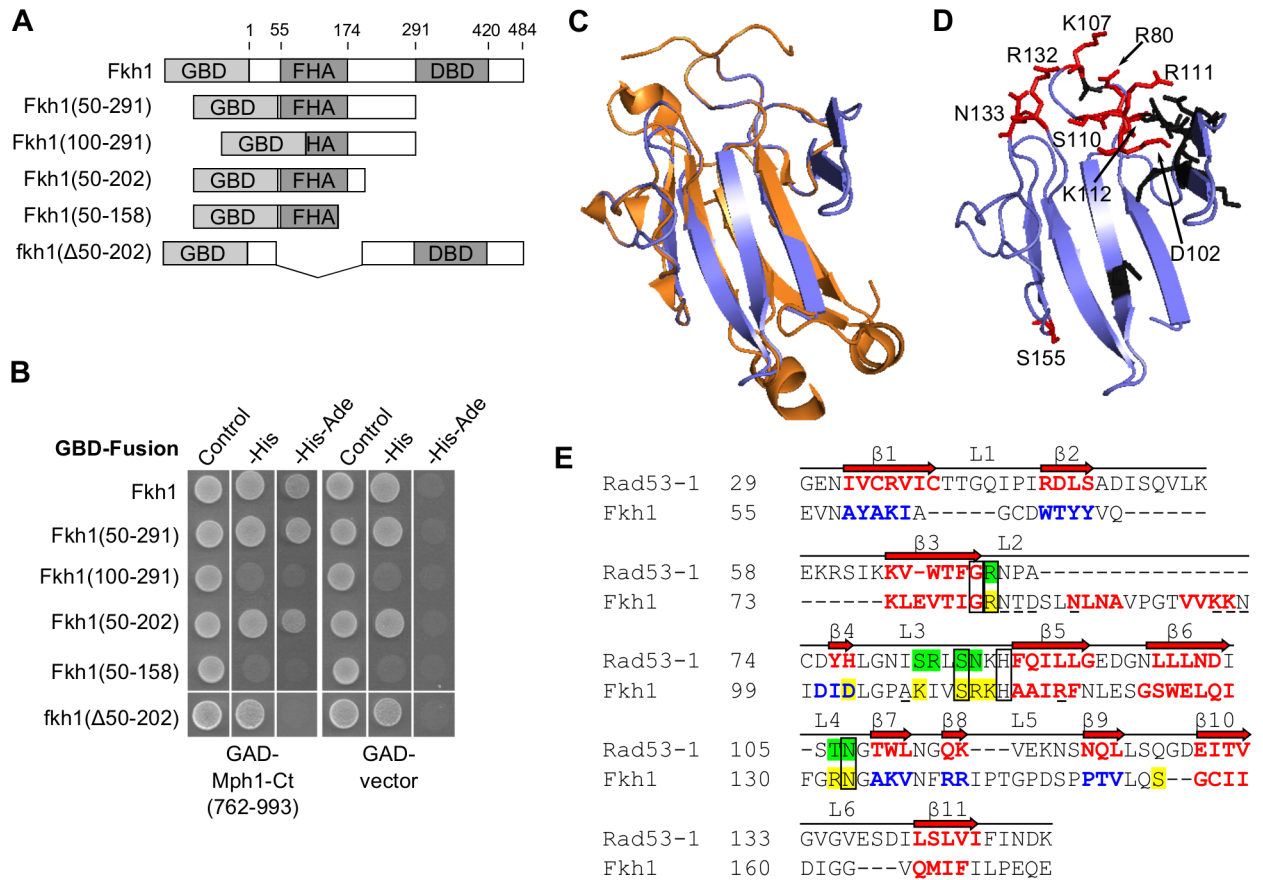 A
1 55 174 291 420 484
Fkh1 GBD FHA DBD
Fkh1(50-291) GBD FHA
Fkh1(100-291) GBD HA
Fkh1(50-202) GBD FHA
Fkh1(50-158) GBD FHA
fkh1(Δ50-202) GBD DBD
B
GBD-Fusion Control -His -His-Ade Control -His -His-Ade
Fkh1
Fkh1(50-291)
Fkh1(100-291)
Fkh1(50-202)
Fkh1(50-158)
fkh1(Δ50-202)
GAD-
Mph1-Ct
(762-993)
GAD-
vector
C
D
K107
R80
R132
R111
N133
S110
K112
D102
S155
E
β1 L1 β2
Rad53-1 29 GENIVCRVICTTGQIPIRDLSADISQVLK
Fkh1 55 EVNAYAKIA-----GCDWTYYVQ------
β3 L2
Rad53-1 58 EKRSIKKV-WTFGRNPA---------------
Fkh1 73 ------KLEVTIGRNTDSLNLNAVPGTVVKKN
β4 L3 β5 β6
Rad53-1 74 CDYHLGNISRLSNKHFQILLGEDGNLLLNDI
Fkh1 99 IDIDLGPAKIVSRKHAAIRFNLESGSWELQI
L4 β7 β8 L5 β9 β10
Rad53-1 105 -STNGTWLNGQK---VEKNSNQLLSQGDEITV
Fkh1 130 FGRNGAKVNFRRIPTGPDSPPTVLQS--GCII
L6 β11
Rad53-1 133 GVGVESDILSLVIFINDK
Fkh1 160 DIGG---VQMIFILPEQE